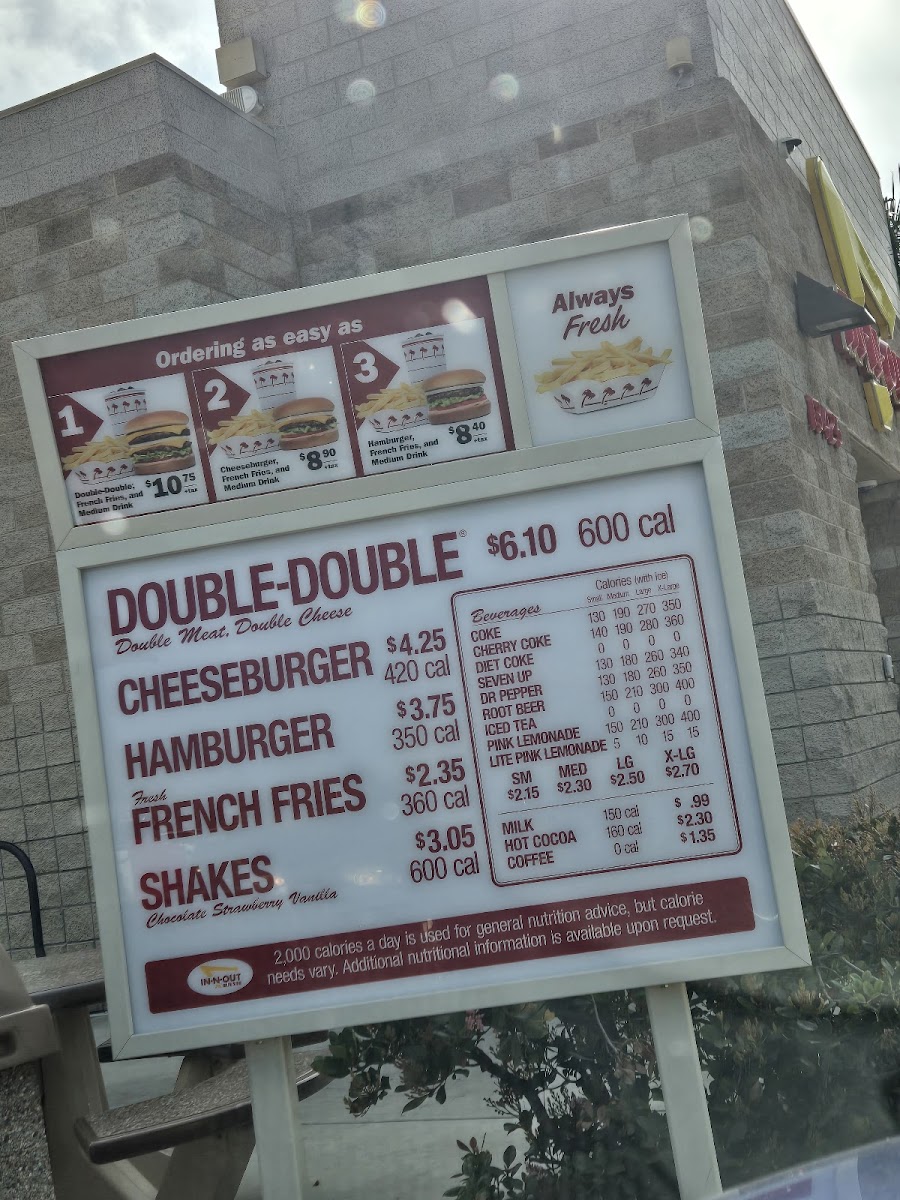 Ordering as easy as
1
Double-Double,
French Fries, and
Medium Drink
$10 75
+tax
2
Cheeseburger,
French Fries, and
Medium Drink
$8 90
+tax
3
Hamburger,
French Fries, and
Medium Drink
$8 40
+tax
Always
Fresh
DOUBLE-DOUBLE® $6.10 600 cal
Double Meat, Double Cheese
CHEESEBURGER $4.25
420 cal
HAMBURGER $3.75
350 cal
Fresh
FRENCH FRIES $2.35
360 cal
SHAKES $3.05
600 cal
Chocolate Strawberry Vanilla
Calories (with ice)
Beverages Small Medium Large X-Large
COKE 130 190 270 350
CHERRY COKE 140 190 280 360
DIET COKE 0 0 0 0
SEVEN UP 130 180 260 340
DR PEPPER 130 180 260 350
ROOT BEER 150 210 300 400
ICED TEA 0 0 0 0
PINK LEMONADE 150 210 300 400
LITE PINK LEMONADE 5 10 15 15
SM MED LG X-LG
$2.15 $2.30 $2.50 $2.70
MILK 150 cal $ .99
HOT COCOA 160 cal $2.30
COFFEE 0 cal $1.35
IN-N-OUT
2,000 calories a day is used for general nutrition advice, but calorie
needs vary. Additional nutritional information is available upon request.